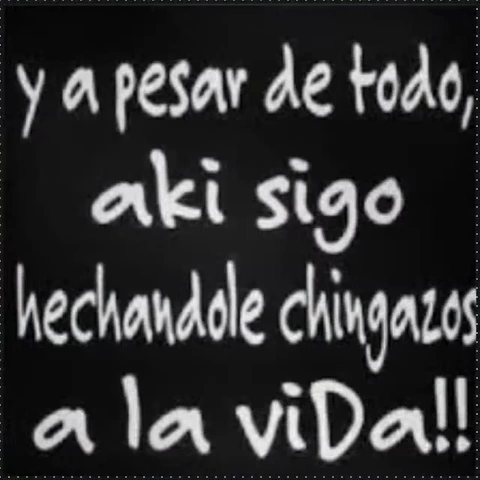 y a pesar de todo,
aki sigo
hechandole chingazos
a la viDa!!